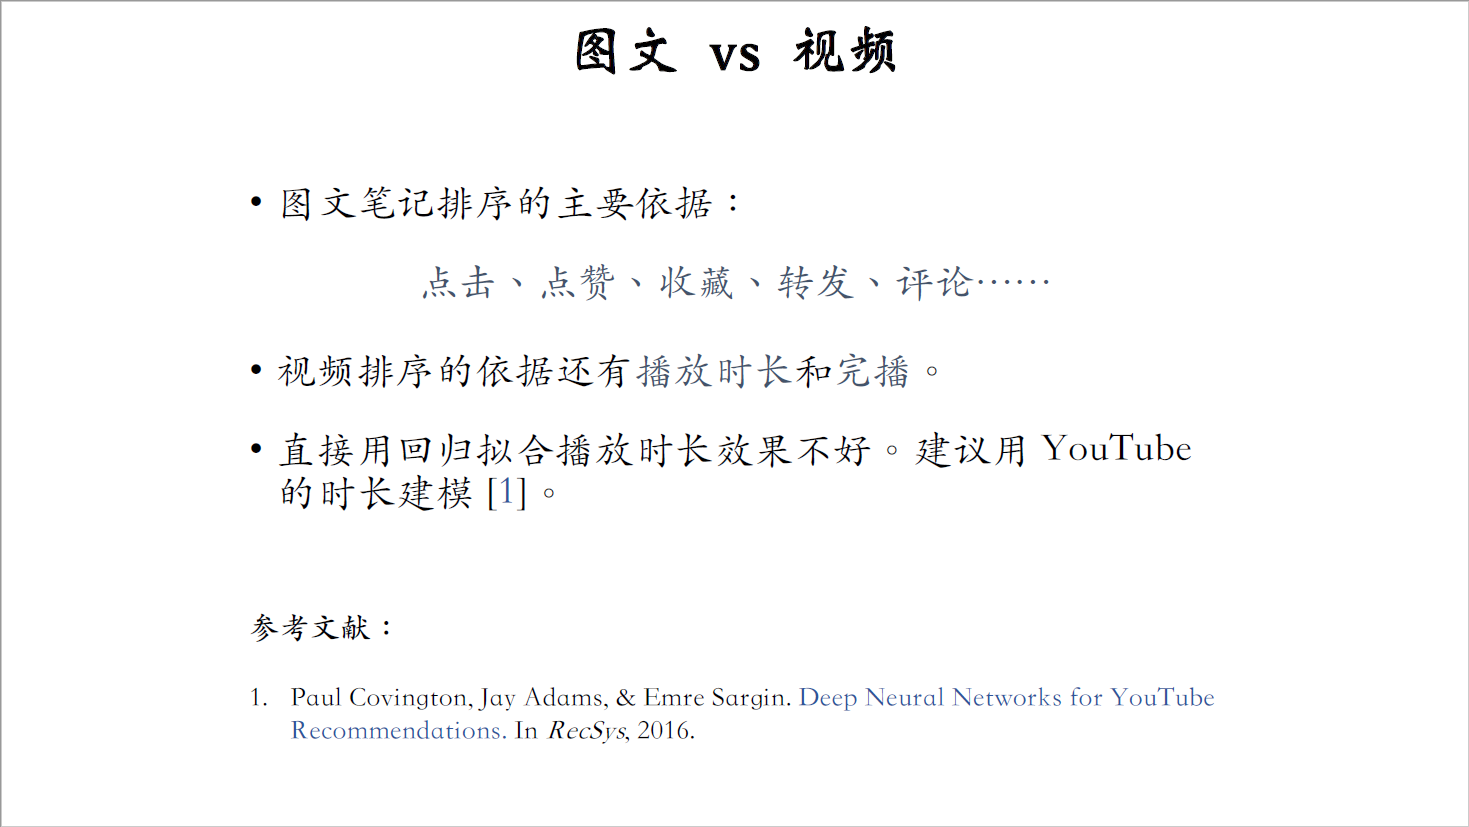 图文 vs 视频
• 图文笔记排序的主要依据：
点击、点赞、收藏、转发、评论……
• 视频排序的依据还有播放时长和完播。
• 直接用回归拟合播放时长效果不好。建议用 YouTube
的时长建模 [1]。
参考文献：
1. Paul Covington, Jay Adams, & Emre Sargin. Deep Neural Networks for YouTube
Recommendations. In RecSys, 2016.